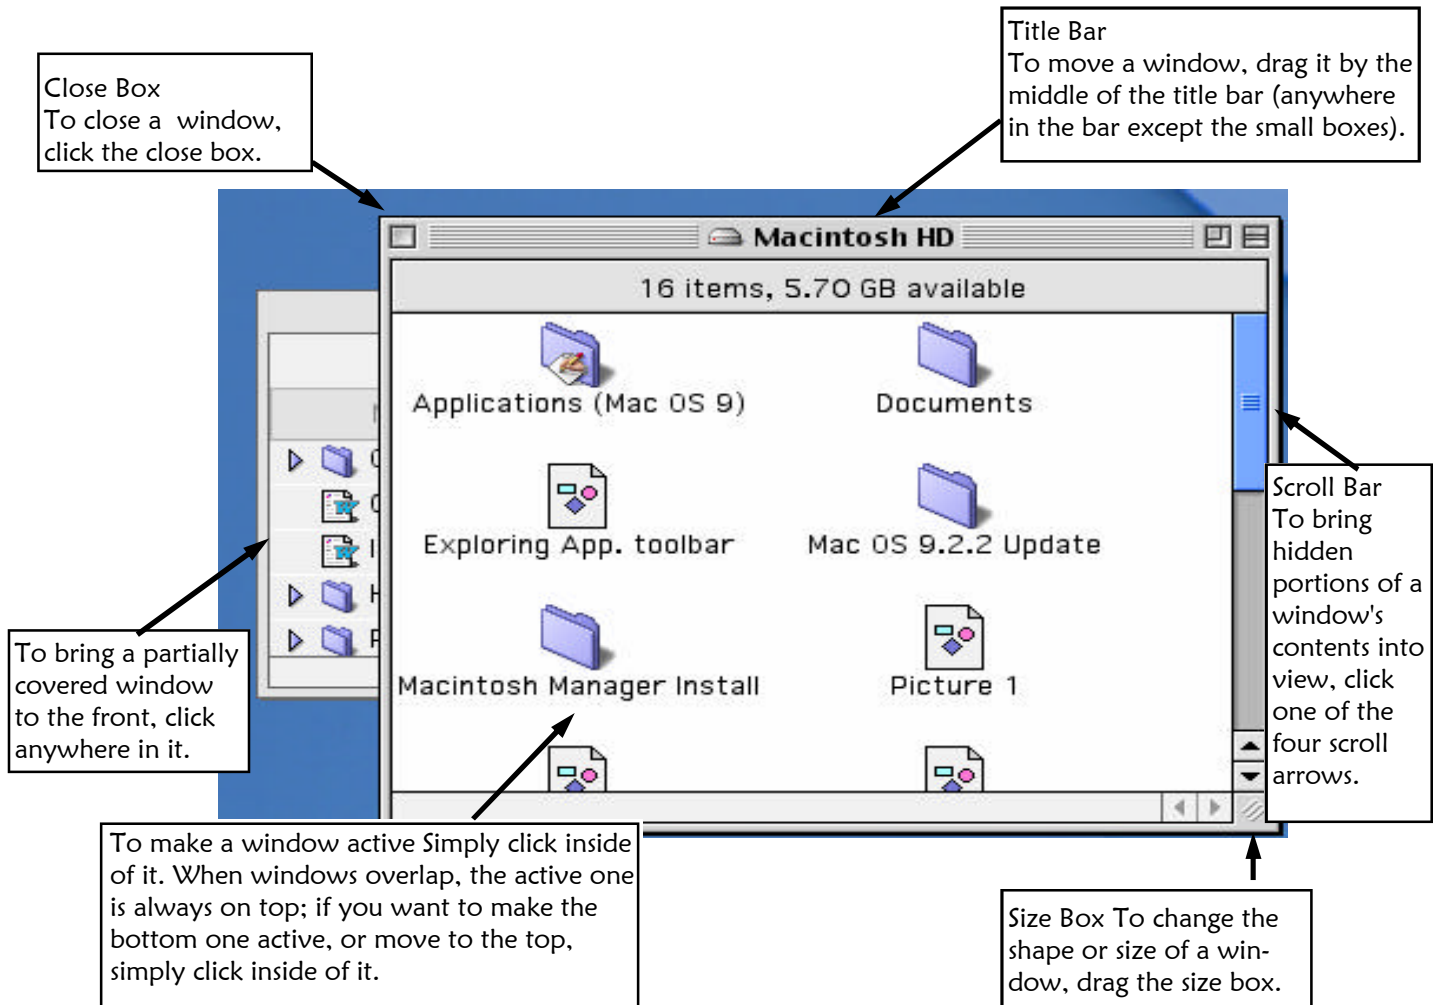 Title Bar
To move a window, drag it by the
middle of the title bar (anywhere
in the bar except the small boxes).
Close Box
To close a window,
click the close box.
Macintosh HD
16 items, 5.70 GB available
Applications (Mac OS 9)
Documents
Exploring App. toolbar
Mac OS 9.2.2 Update
Macintosh Manager Install
Picture 1
Scroll Bar
To bring
hidden
portions of a
window's
contents into
view, click
one of the
four scroll
arrows.
To bring a partially
covered window
to the front, click
anywhere in it.
To make a window active Simply click inside
of it. When windows overlap, the active one
is always on top; if you want to make the
bottom one active, or move to the top,
simply click inside of it.
Size Box To change the
shape or size of a win-
dow, drag the size box.